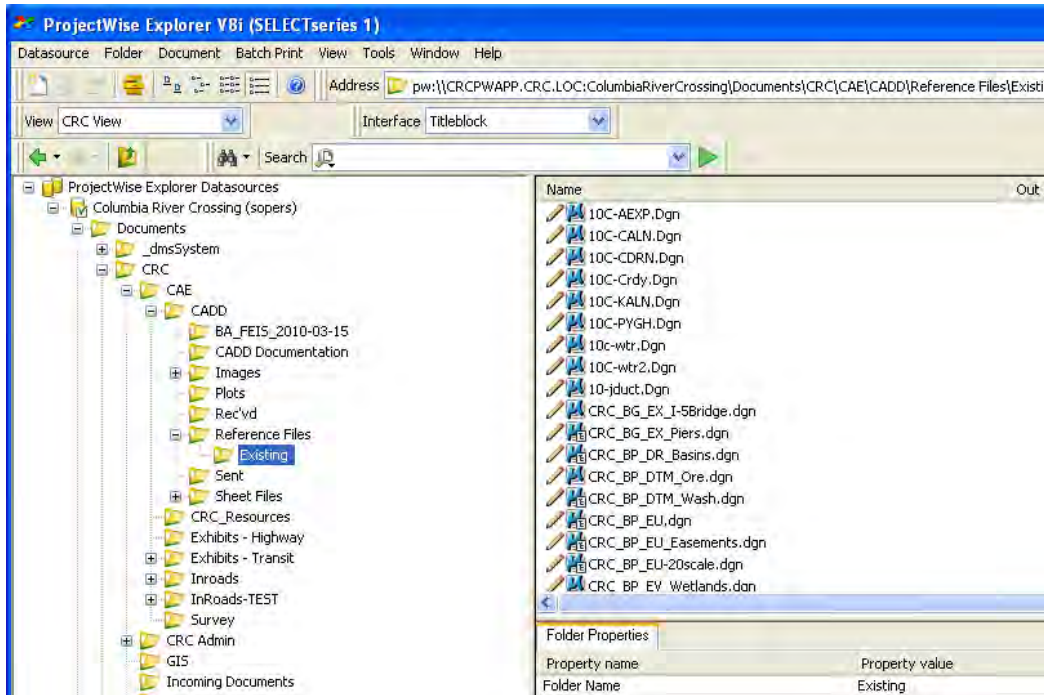 ProjectWise Explorer V8i (SELECTseries 1)
Datasource Folder Document Batch Print View Tools Window Help
Address pw:\\CRCPWAPP.CRC.LOC:ColumbiaRiverCrossing\Documents\CRC\CAE\CADD\Reference Files\Existi
View CRC View Interface Titleblock
Search
ProjectWise Explorer Datasources
Columbia River Crossing (sopers)
Documents
_dmsSystem
CRC
CAE
CADD
BA_FEIS_2010-03-15
CADD Documentation
Images
Plots
Rec'vd
Reference Files
Existing
Sent
Sheet Files
CRC_Resources
Exhibits - Highway
Exhibits - Transit
Inroads
InRoads-TEST
Survey
CRC Admin
GIS
Incoming Documents
Name Out
10C-AEXP.Dgn
10C-CALN.Dgn
10C-CDRN.Dgn
10C-Crdy.Dgn
10C-KALN.Dgn
10C-PYGH.Dgn
10c-wtr.Dgn
10C-wtr2.Dgn
10-jduct.Dgn
CRC_BG_EX_I-5Bridge.dgn
CRC_BG_EX_Piers.dgn
CRC_BP_DR_Basins.dgn
CRC_BP_DTM_Ore.dgn
CRC_BP_DTM_Wash.dgn
CRC_BP_EU.dgn
CRC_BP_EU_Easements.dgn
CRC_BP_EU-20scale.dgn
CRC_BP_EV_Wetlands.dgn
Folder Properties
Property name Property value
Folder Name Existing